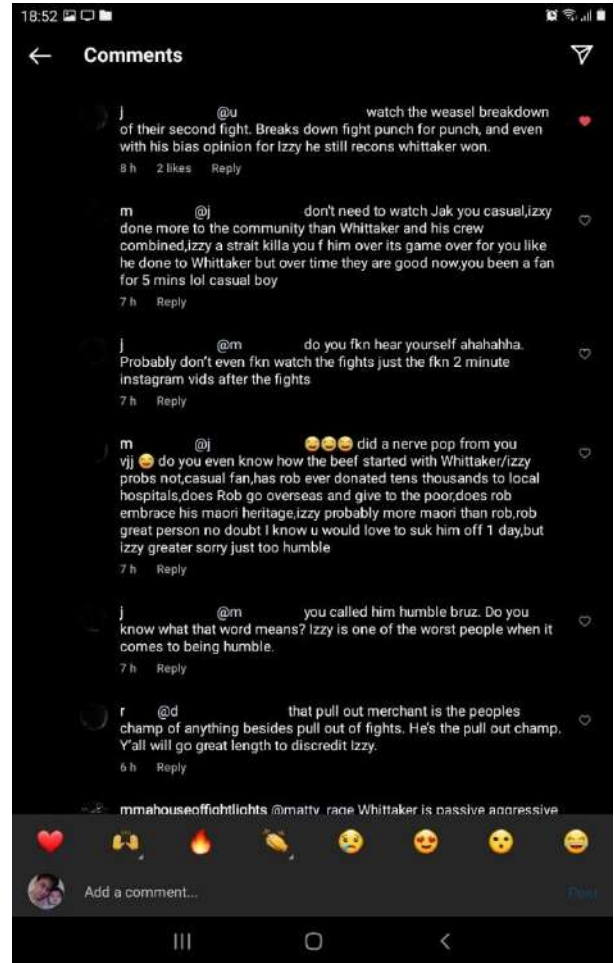 18:52
Comments
j @u watch the weasel breakdown
of their second fight. Breaks down fight punch for punch, and even
with his bias opinion for Izzy he still recons whittaker won.
8 h 2 likes Reply
m @j don't need to watch Jak you casual,izxy
done more to the community than Whittaker and his crew
combined,izzy a strait killa you f him over its game over for you like
he done to Whittaker but over time they are good now,you been a fan
for 5 mins lol casual boy
7 h Reply
j @m do you fkn hear yourself ahahahha.
Probably don't even fkn watch the fights just the fkn 2 minute
instagram vids after the fights
7 h Reply
m @j 😂😂😂 did a nerve pop from you
vjj 😅 do you even know how the beef started with Whittaker/izzy
probs not,casual fan,has rob ever donated tens thousands to local
hospitals,does Rob go overseas and give to the poor,does rob
embrace his maori heritage,izzy probably more maori than rob,rob
great person no doubt I know u would love to suk him off 1 day,but
izzy greater sorry just too humble
7 h Reply
j @m you called him humble bruz. Do you
know what that word means? Izzy is one of the worst people when it
comes to being humble.
7 h Reply
r @d that pull out merchant is the peoples
champ of anything besides pull out of fights. He's the pull out champ.
Y'all will go great length to discredit Izzy.
6 h Reply
mmahouseoffightlights @matty_rage Whittaker is passive aggressive
❤️ 🙌 🔥 👏 😢 😍 😮 😂
Add a comment...
Post